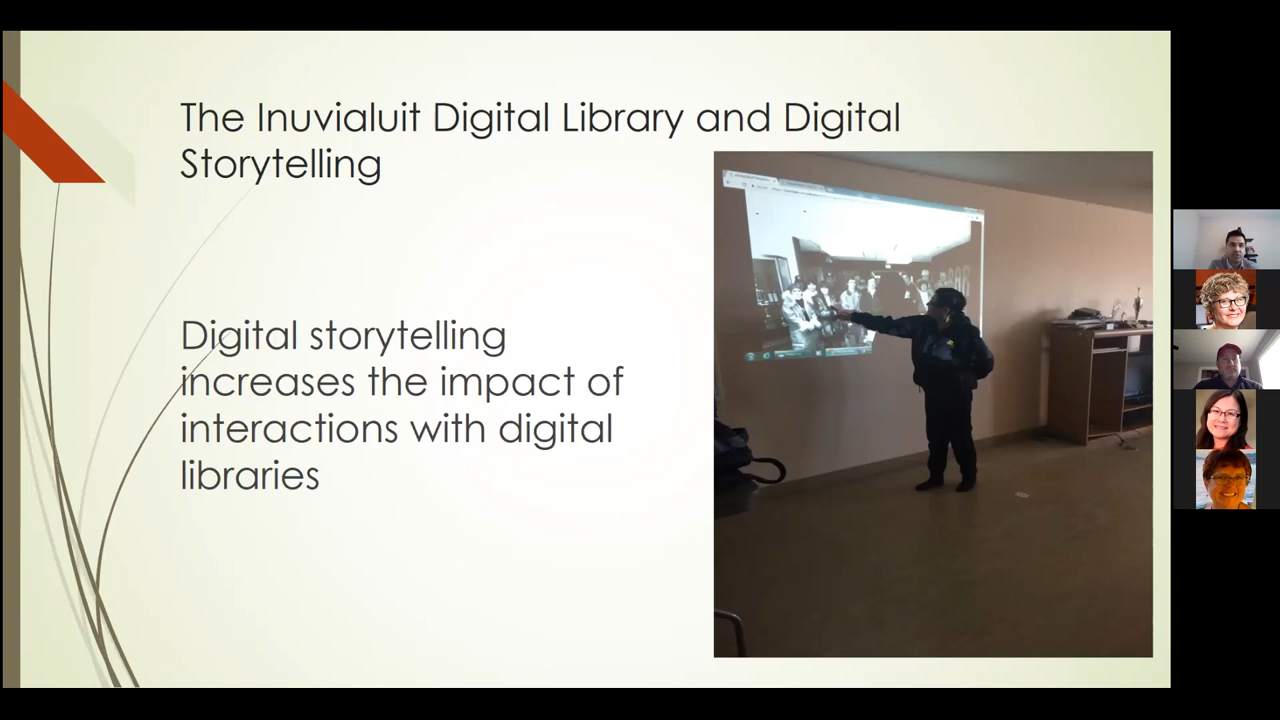 The Inuvialuit Digital Library and Digital
Storytelling
Digital storytelling
increases the impact of
interactions with digital
libraries